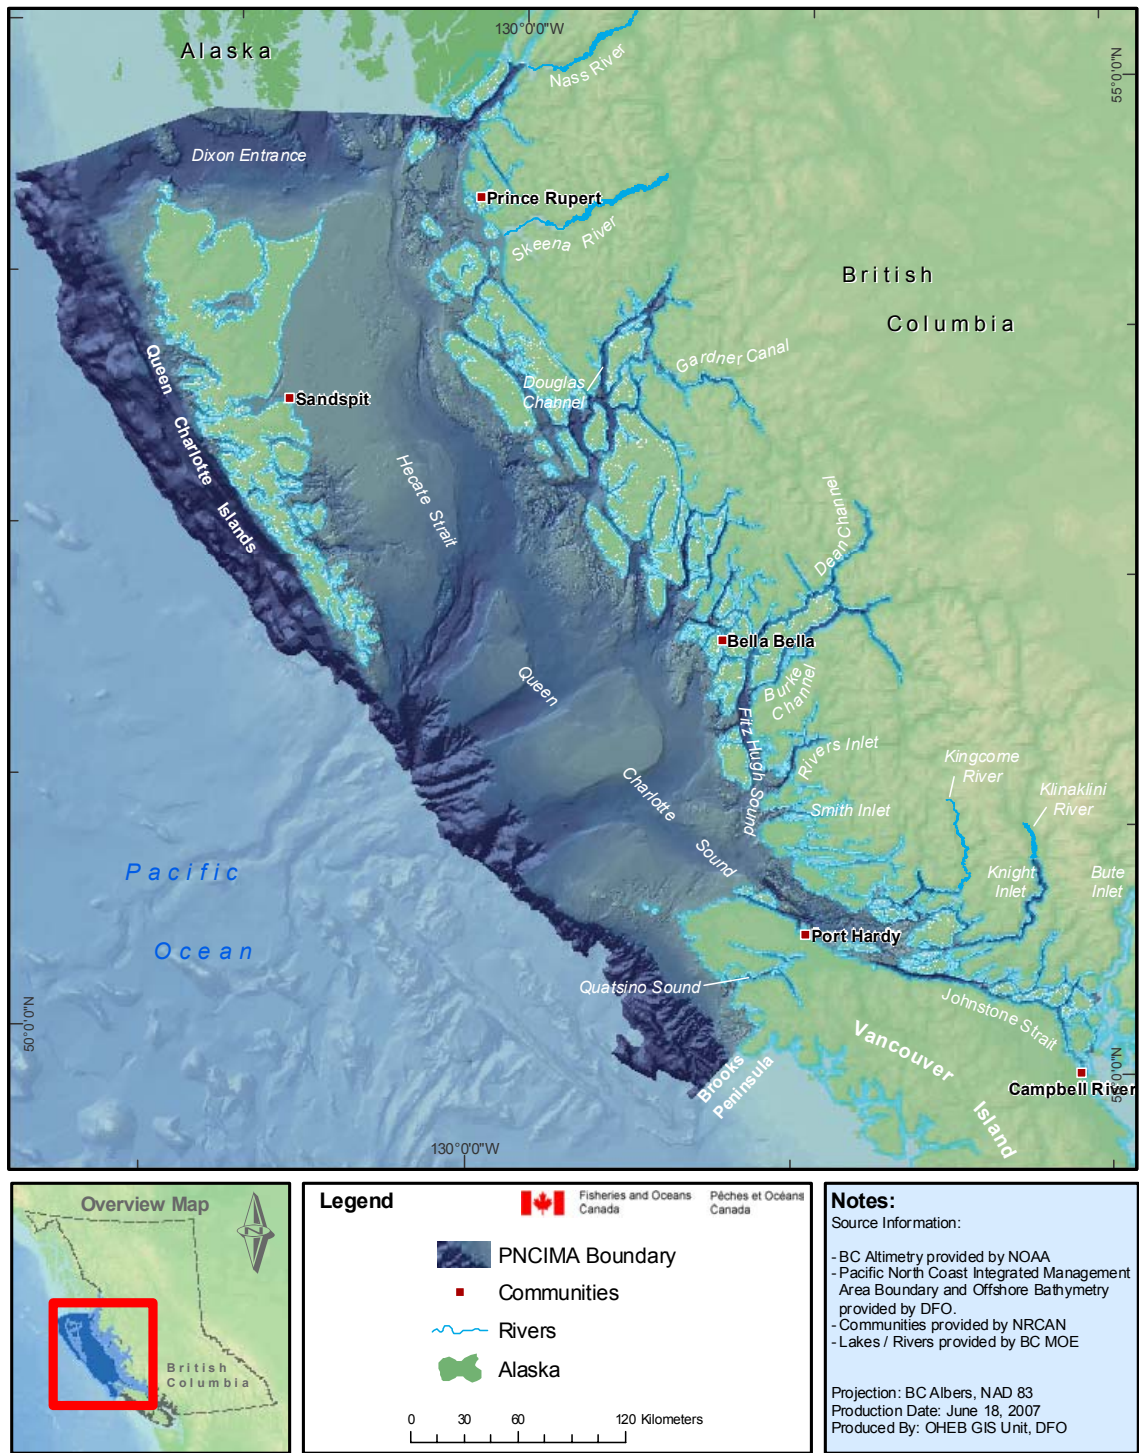 130°0'0"W
Alaska
Nass River
55°0'0"N
Dixon Entrance
Prince Rupert
Skeena River
British
Columbia
Gardner Canal
Douglas
Channel
Queen Charlotte Islands
Sandspit
Hecate Strait
Dean Channel
Bella Bella
Burke
Channel
Queen
Charlotte
Sound
Fitz Hugh Sound
Rivers Inlet
Kingcome
River
Klinaklini
River
Smith Inlet
Pacific
Ocean
Knight
Inlet
Bute
Inlet
Port Hardy
Quatsino Sound
Johnstone Strait
50°0'0"N
Vancouver
Island
Brooks
Peninsula
Campbell River
130°0'0"W
Overview Map
N
British
Columbia
Legend
Fisheries and Oceans
Canada
Pêches et Océans
Canada
PNCIMA Boundary
Communities
Rivers
Alaska
0 30 60 120 Kilometers
Notes:
Source Information:
- BC Altimetry provided by NOAA
- Pacific North Coast Integrated Management
Area Boundary and Offshore Bathymetry
provided by DFO.
- Communities provided by NRCAN
- Lakes / Rivers provided by BC MOE
Projection: BC Albers, NAD 83
Production Date: June 18, 2007
Produced By: OHEB GIS Unit, DFO